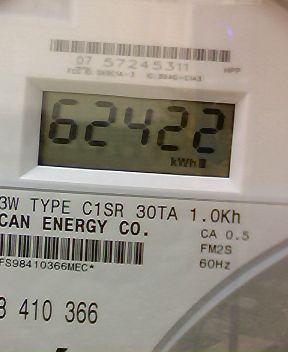 07 57245311 HPP
62422
kWh
3W TYPE C1SR 30TA 1.0Kh
CAN ENERGY CO.
CA 0.5
FM2S
60Hz
FS98410366MEC*
410 366